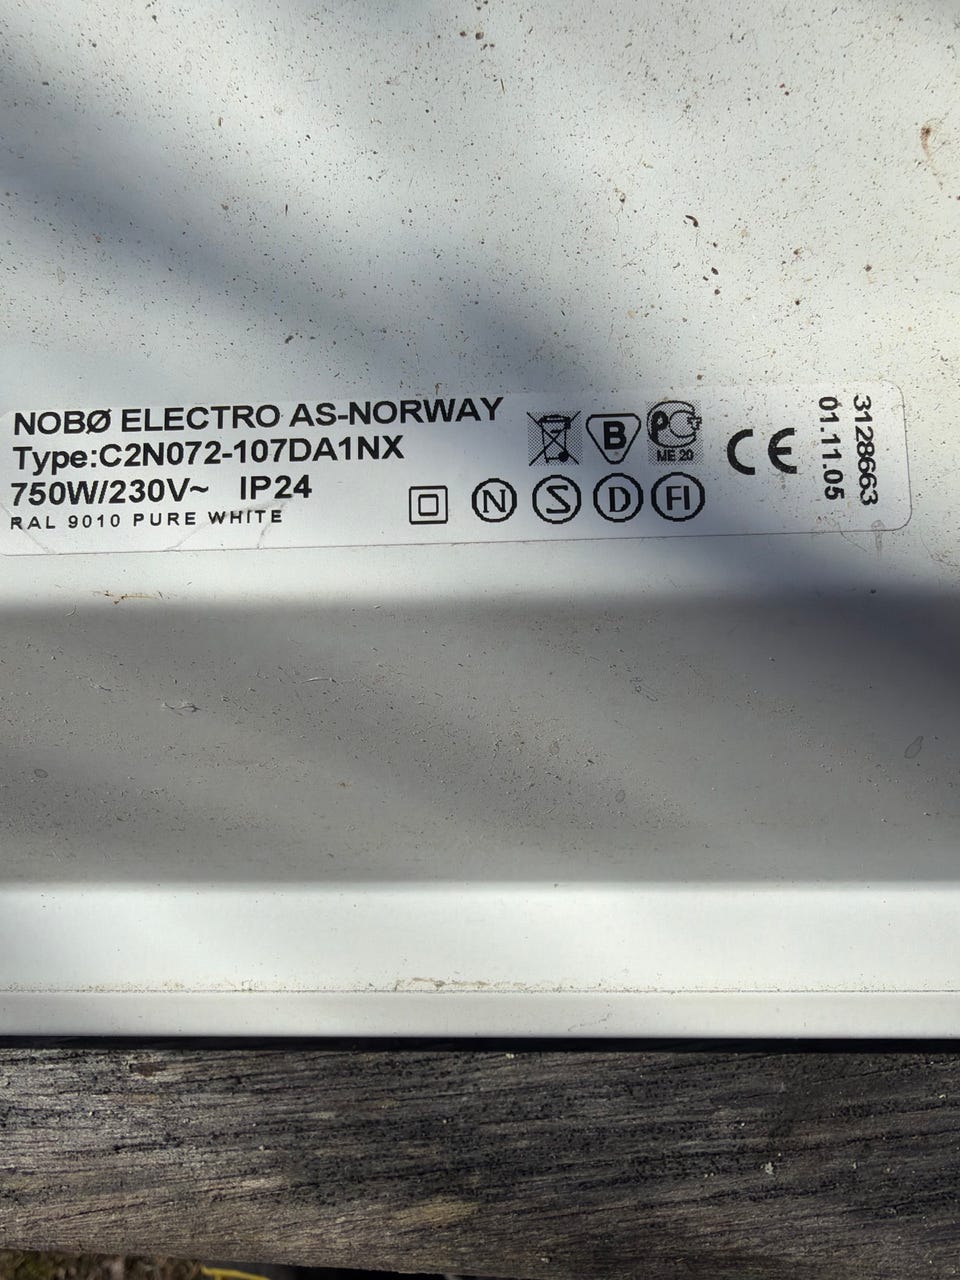 NOBØ ELECTRO AS-NORWAY
Type:C2N072-107DA1NX
750W/230V~ IP24
RAL 9010 PURE WHITE
B
PC
ME 20
CE
N
S
D
FI
3128663
01.11.05